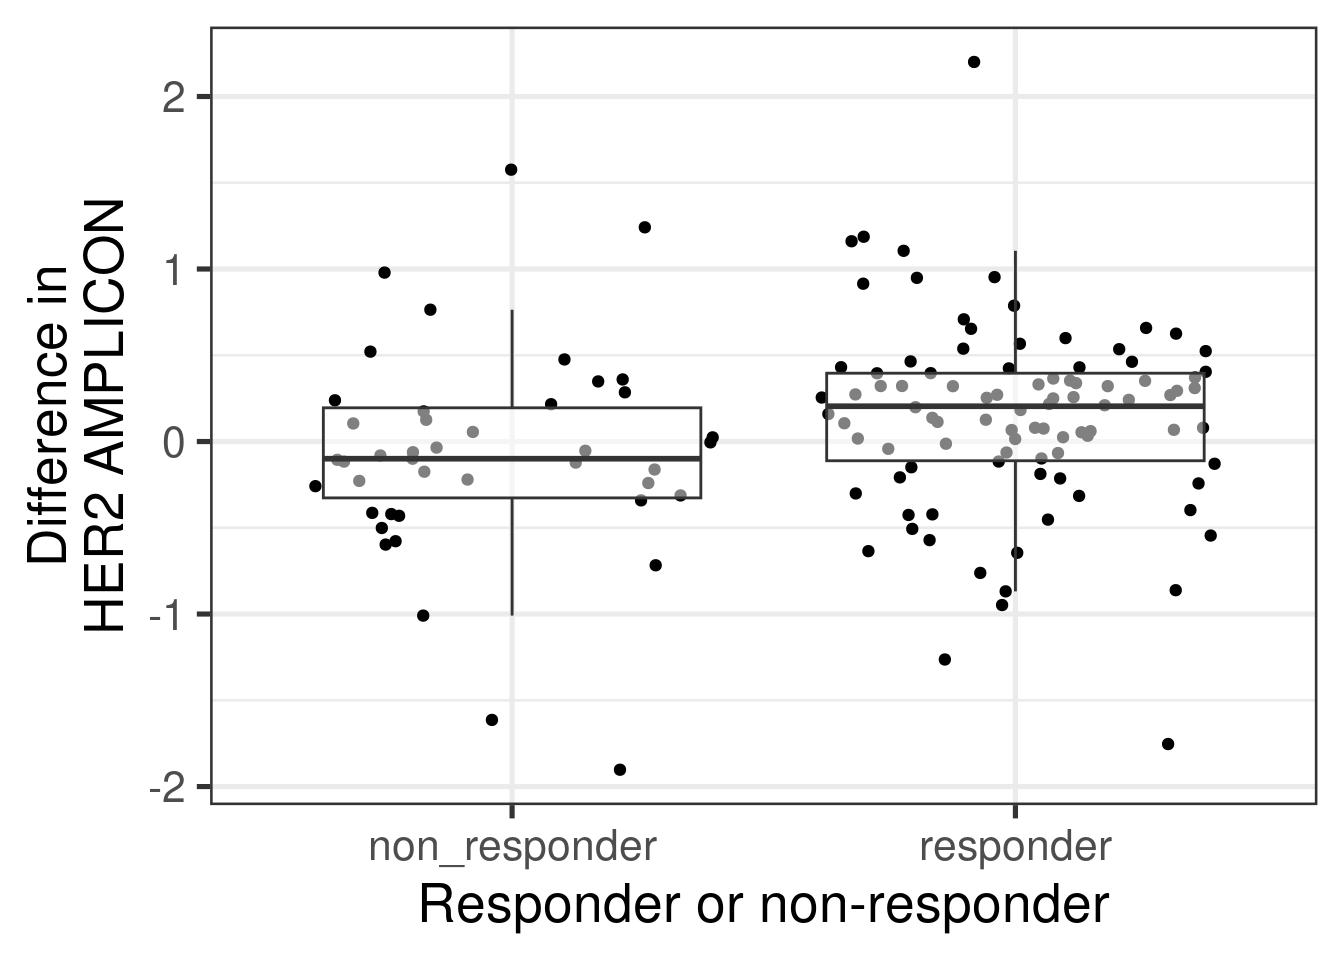 Difference in
HER2 AMPLICON
2
1
0
-1
-2
non_responder responder
Responder or non-responder